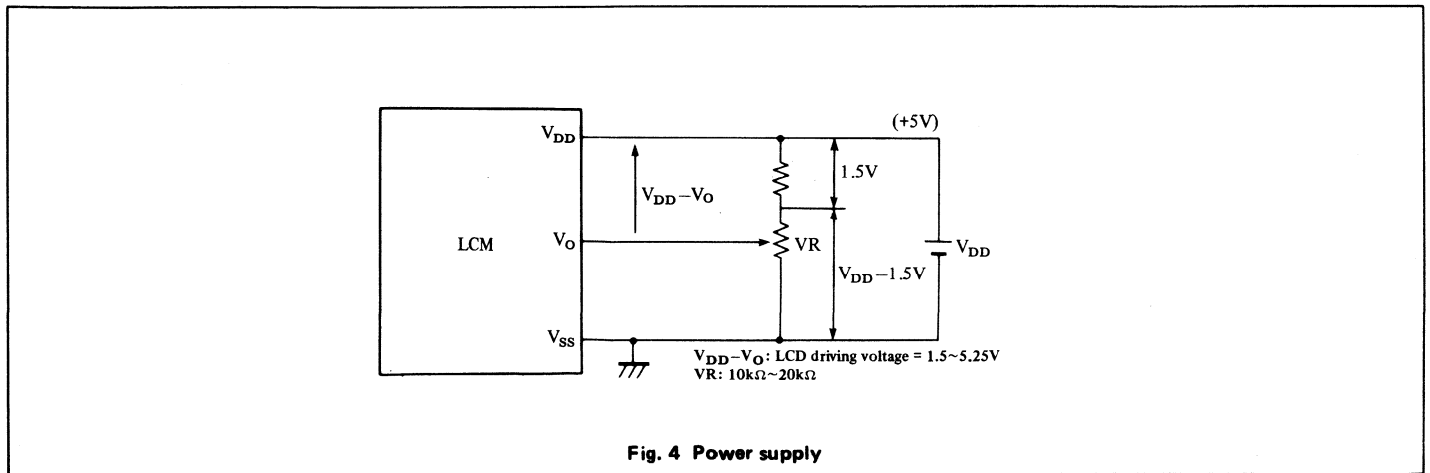 (+5V)
V_DD
1.5V
V_DD−V_O
LCM
V_O
VR
V_DD
V_DD−1.5V
V_SS
V_DD−V_O: LCD driving voltage = 1.5~5.25V
VR: 10kΩ~20kΩ
Fig. 4 Power supply